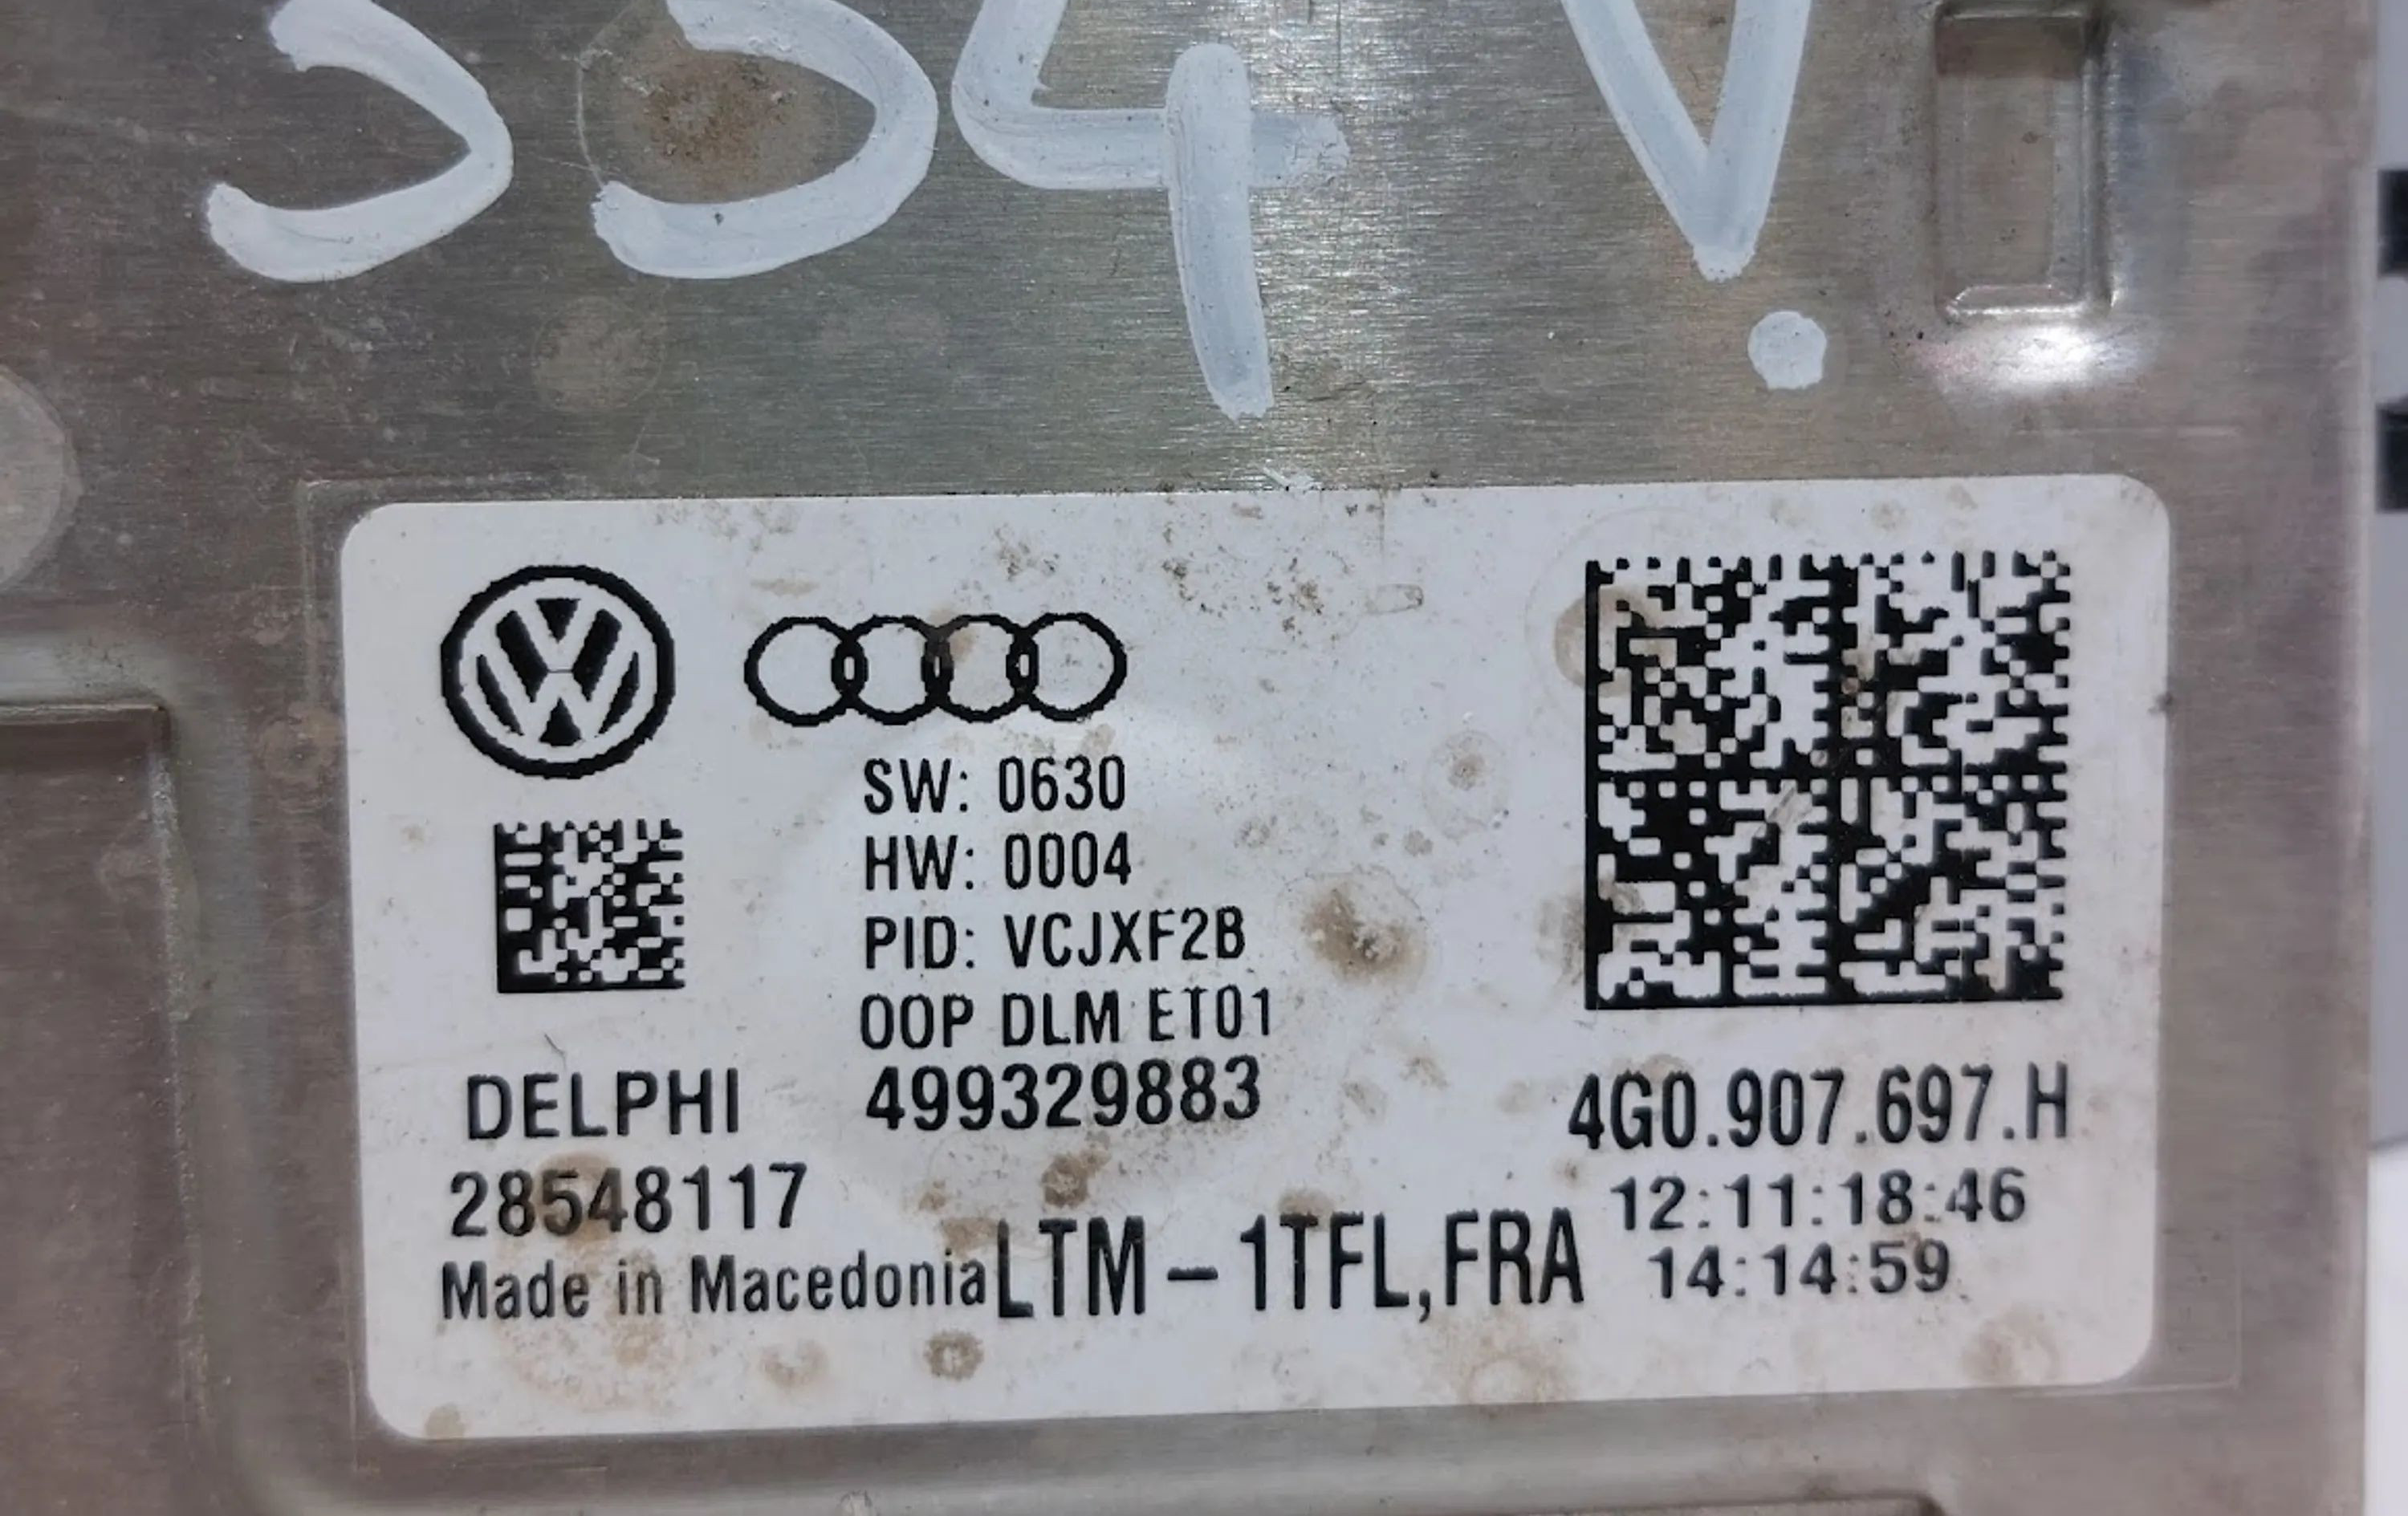 V.
SW: 0630
HW: 0004
PID: VCJXF2B
OOP DLM ET01
DELPHI 499329883
28548117
Made in Macedonia LTM - 1TFL,FRA
4G0.907.697.H
12:11:18:46
14:14:59